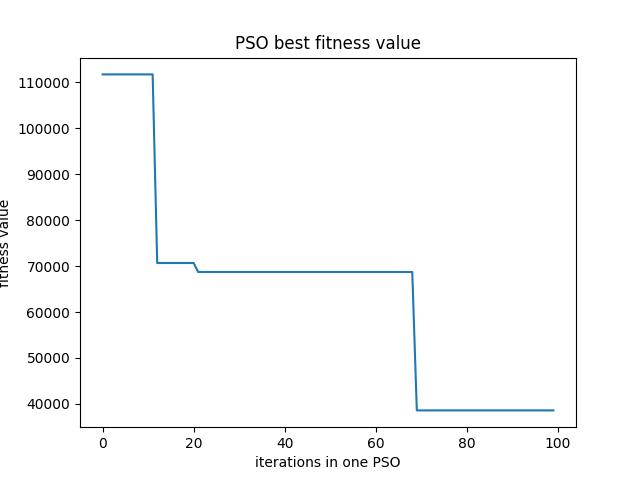 PSO best fitness value
110000
100000
90000
80000
70000
60000
50000
40000
fitness value
0 20 40 60 80 100
iterations in one PSO